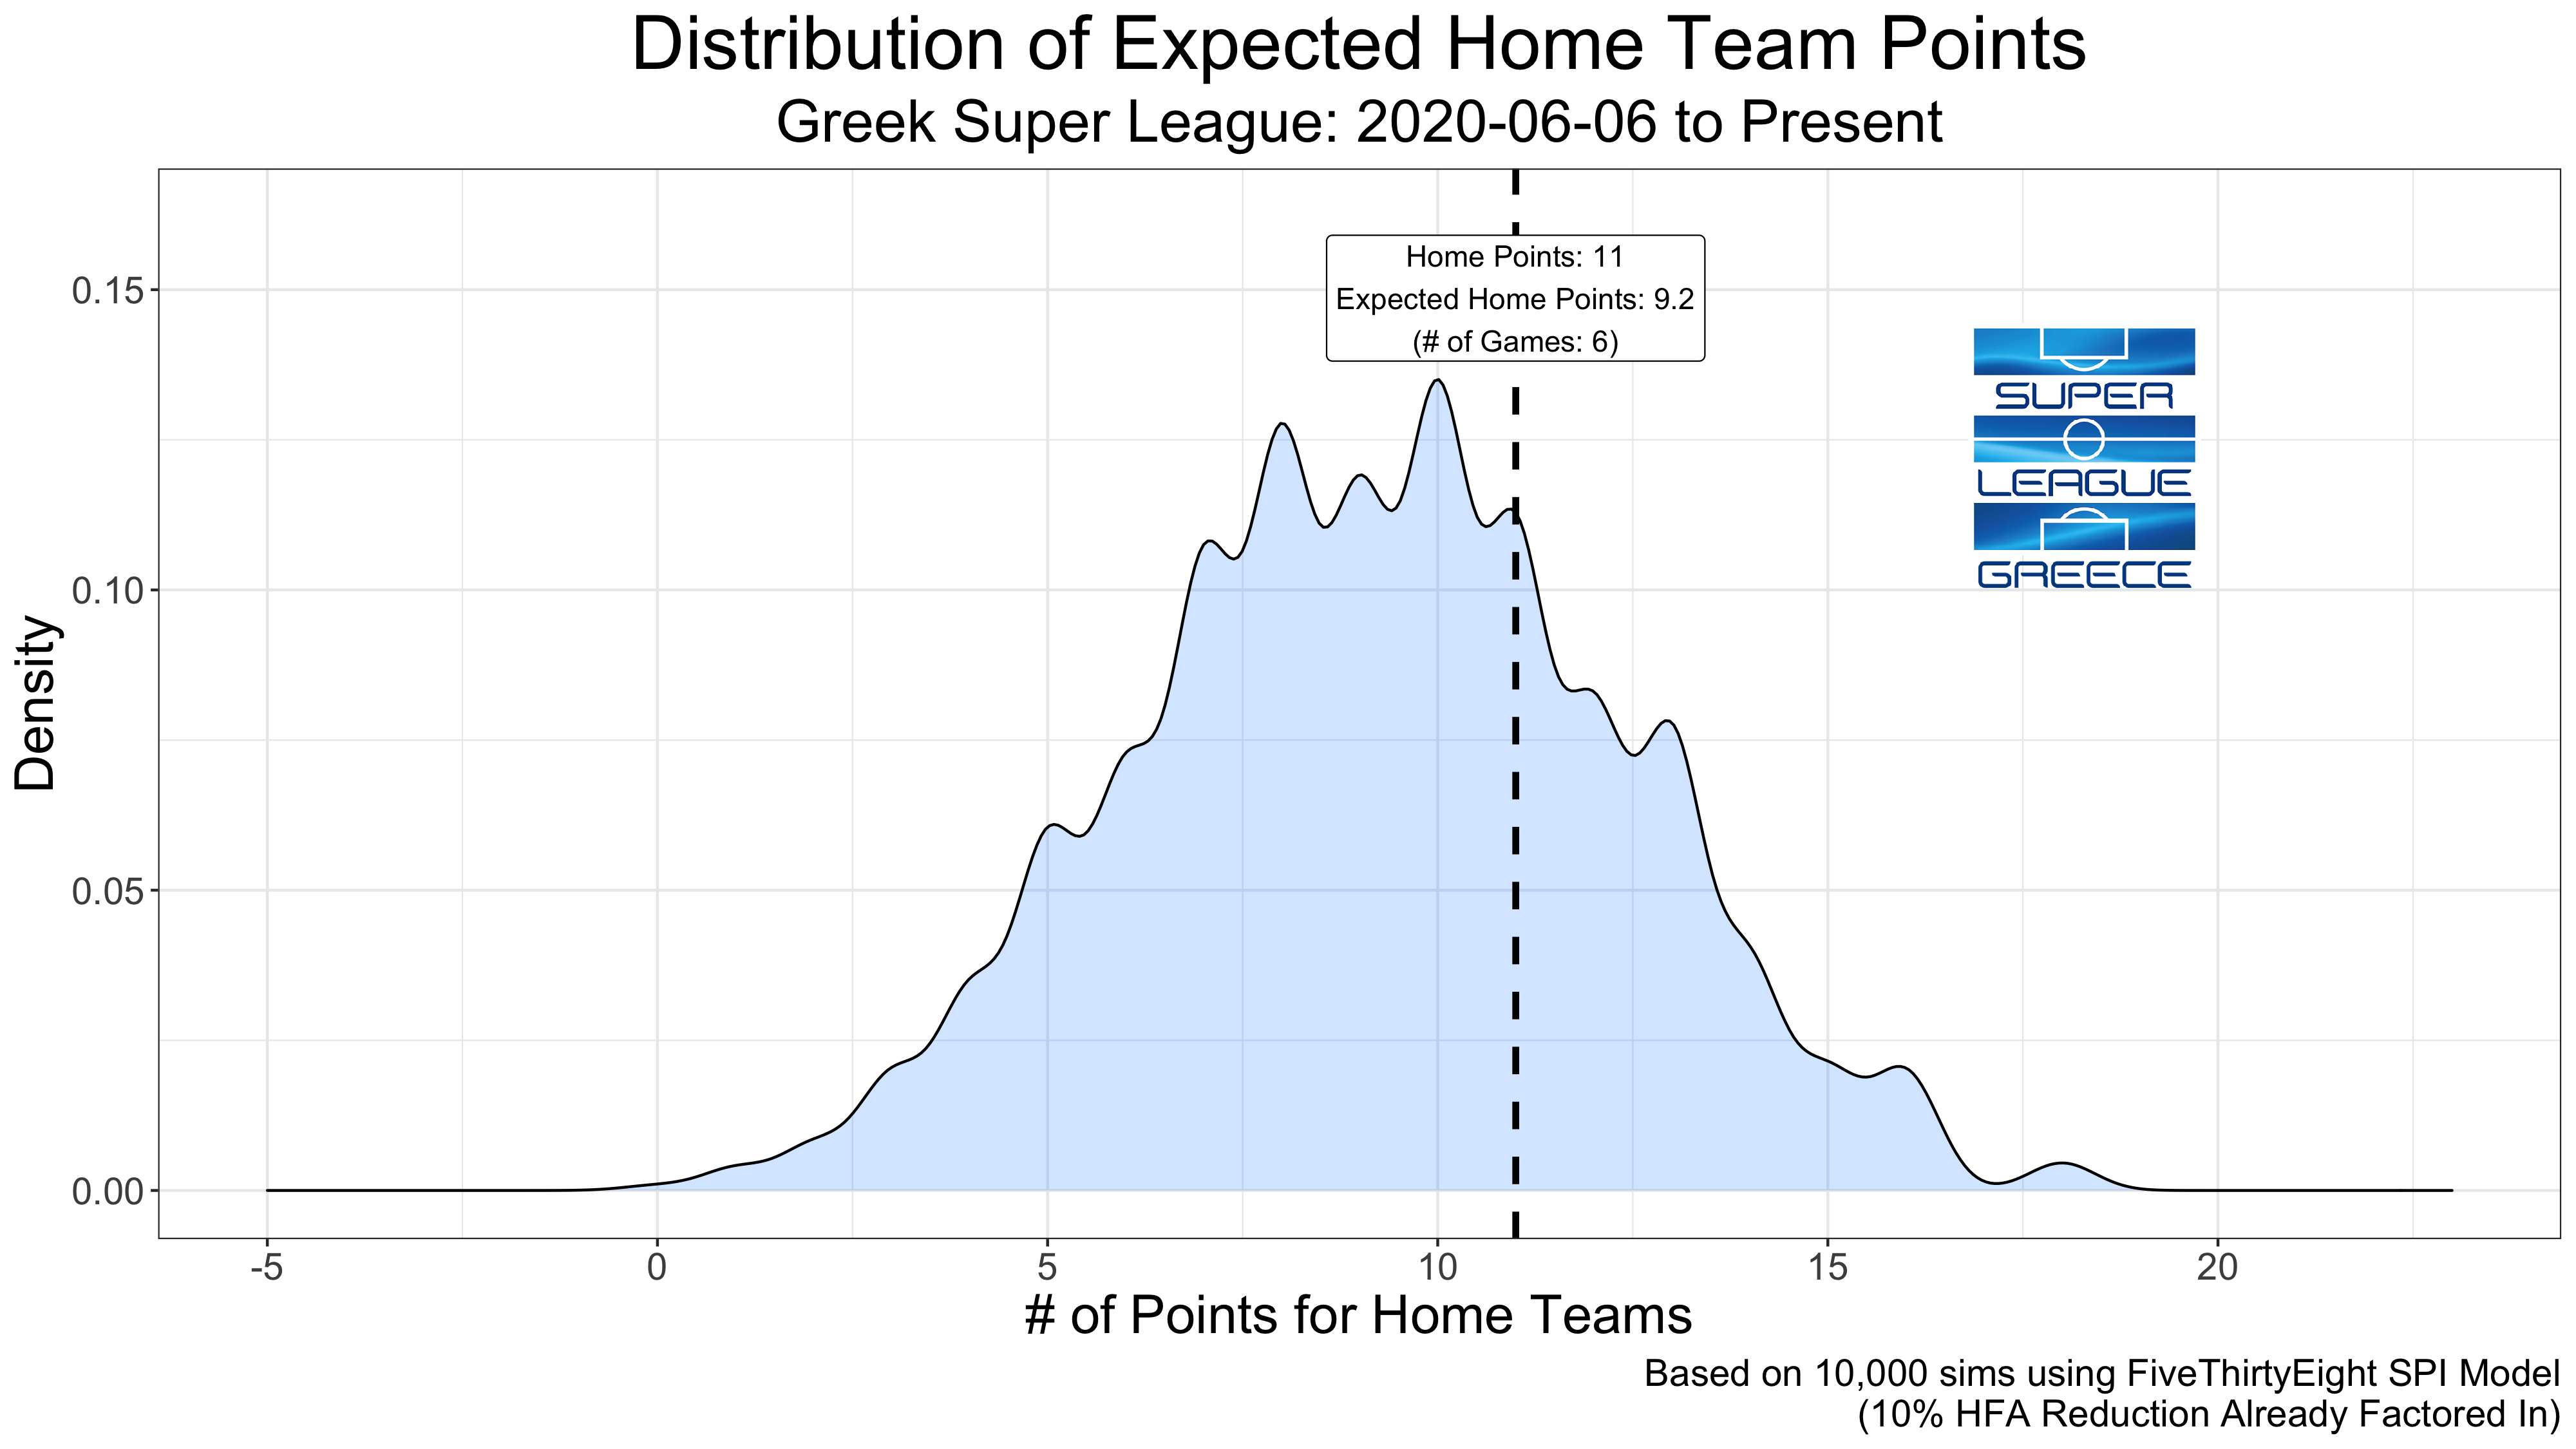 Distribution of Expected Home Team Points
Greek Super League: 2020-06-06 to Present
Home Points: 11
Expected Home Points: 9.2
(# of Games: 6)
SUPER
LEAGUE
GREECE
Density
0.15
0.10
0.05
0.00
-5 0 5 10 15 20
# of Points for Home Teams
Based on 10,000 sims using FiveThirtyEight SPI Model
(10% HFA Reduction Already Factored In)